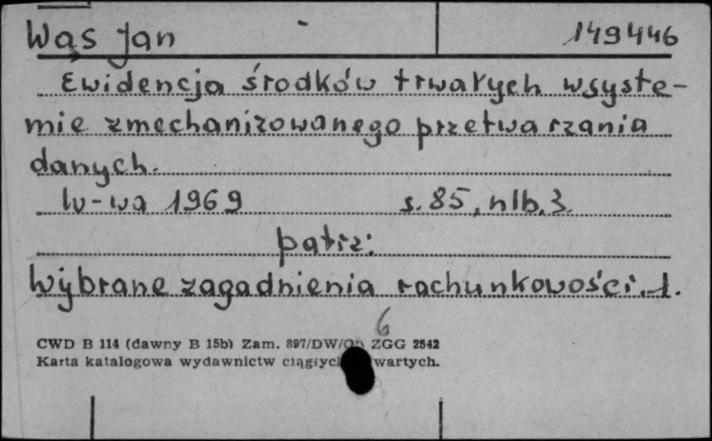 Wąs Jan 149446
Ewidencja środków trwałych w syste-
mie zmechanizowanego przetwarzania
danych.
W-wa 1969 s. 85, nlb. 3
patrz:
Wybrane zagadnienia rachunkowości. 1.
6
CWD B 114 (dawny B 15b) Zam. 897/DW/ ZGG 2542
Karta katalogowa wydawnictw wartych.